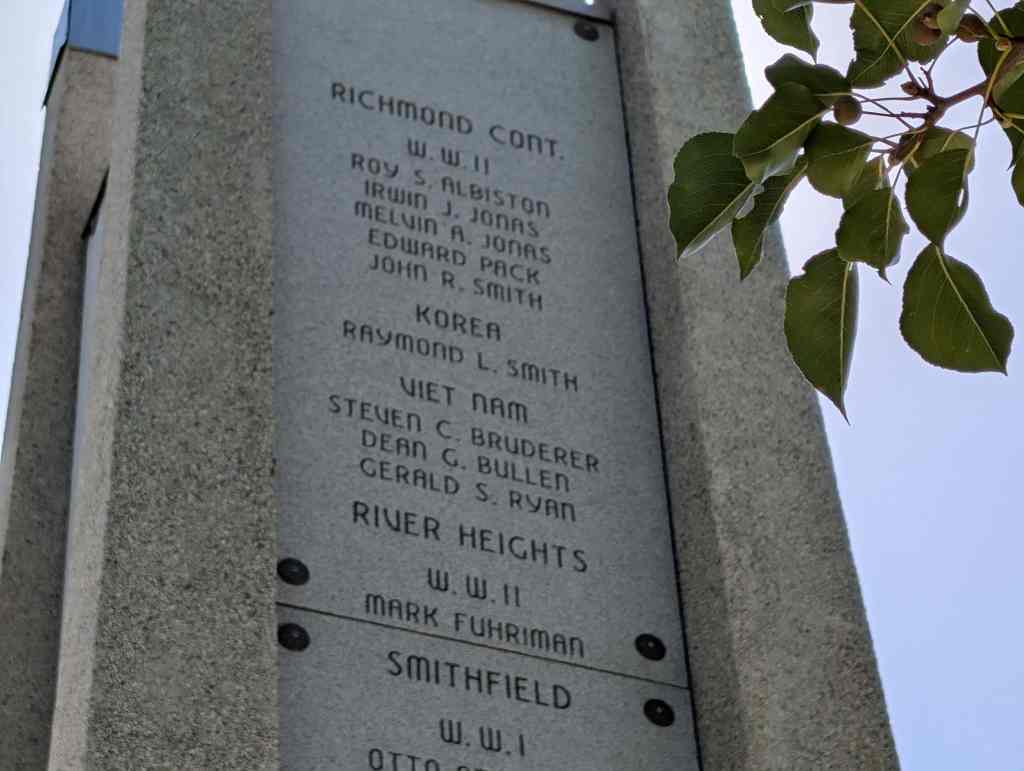 RICHMOND CONT.
W.W.II
ROY S. ALBISTON
IRWIN J. JONAS
MELVIN A. JONAS
EDWARD PACK
JOHN R. SMITH
KOREA
RAYMOND L. SMITH
VIET NAM
STEVEN C. BRUDERER
DEAN G. BULLEN
GERALD S. RYAN
RIVER HEIGHTS
W.W.II
MARK FUHRIMAN
SMITHFIELD
W.W.I
OTTO